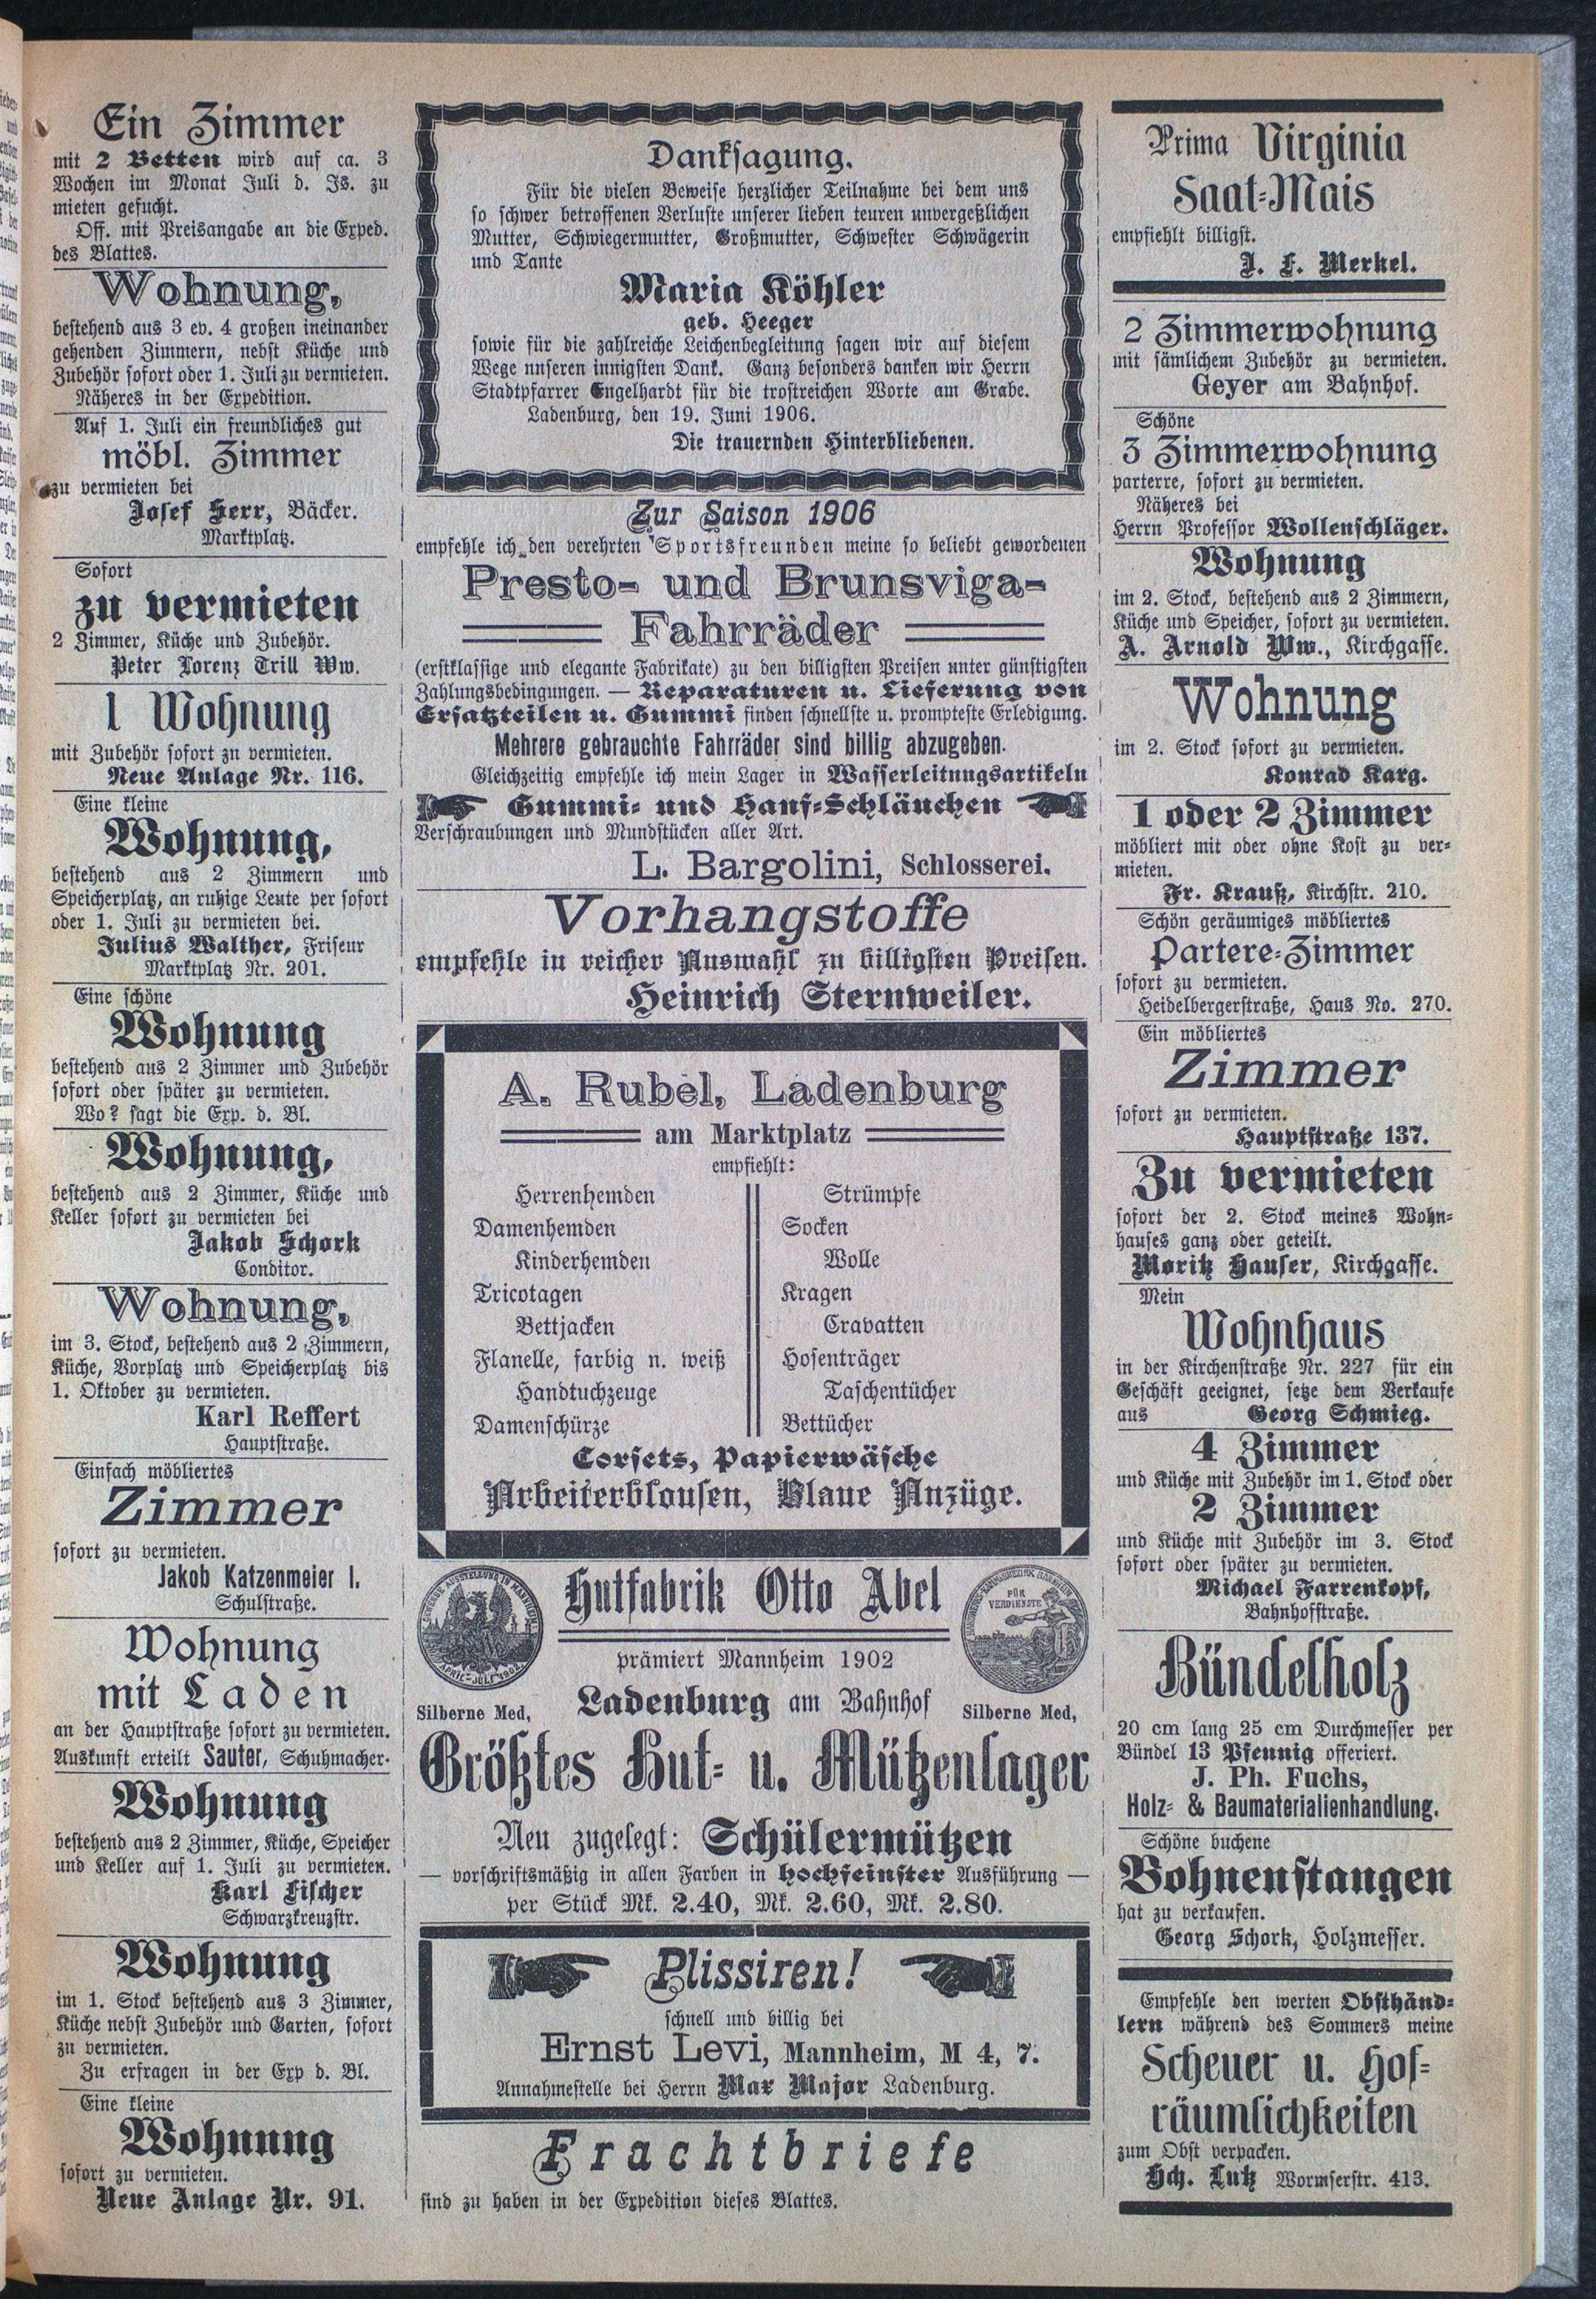 Ein Zimmer
mit 2 Betten wird auf ca. 3
Wochen im Monat Juli d. Js. zu
mieten gesucht.
Off. mit Preisangabe an die Exped.
des Blattes.
Wohnung,
bestehend aus 3 ev. 4 großen ineinander
gehenden Zimmern, nebst Küche und
Zubehör sofort oder 1. Juli zu vermieten.
Näheres in der Expedition.
Auf 1. Juli ein freundliches gut
möbl. Zimmer
zu vermieten bei
Josef Herr, Bäcker.
Marktplatz.
Sofort
zu vermieten
2 Zimmer, Küche und Zubehör.
Peter Lorenz Trill Ww.
1 Wohnung
mit Zubehör sofort zu vermieten.
Neue Anlage Nr. 116.
Eine kleine
Wohnung,
bestehend aus 2 Zimmern und
Speicherplatz, an ruhige Leute per sofort
oder 1. Juli zu vermieten bei.
Julius Walther, Friseur
Marktplatz Nr. 201.
Eine schöne
Wohnung
bestehend aus 2 Zimmer und Zubehör
sofort oder später zu vermieten.
Wo? sagt die Exp. d. Bl.
Wohnung,
bestehend aus 2 Zimmer, Küche und
Keller sofort zu vermieten bei
Jakob Schork
Conditor.
Wohnung,
im 3. Stock, bestehend aus 2 Zimmern,
Küche, Vorplatz und Speicherplatz bis
1. Oktober zu vermieten.
Karl Reffert
Hauptstraße.
Einfach möbliertes
Zimmer
sofort zu vermieten.
Jakob Katzenmeier I.
Schulstraße.
Wohnung
mit Laden
an der Hauptstraße sofort zu vermieten.
Auskunft erteilt Sauter, Schuhmacher.
Wohnung
bestehend aus 2 Zimmer, Küche, Speicher
und Keller auf 1. Juli zu vermieten.
Karl Fischer
Schwarzkreuzstr.
Wohnung
im 1. Stock bestehend aus 3 Zimmer,
Küche nebst Zubehör und Garten, sofort
zu vermieten.
Zu erfragen in der Exp d. Bl.
Eine kleine
Wohnung
sofort zu vermieten.
Neue Anlage Nr. 91.
Danksagung.
Für die vielen Beweise herzlicher Teilnahme bei dem uns
so schwer betroffenen Verluste unserer lieben teuren unvergeßlichen
Mutter, Schwiegermutter, Großmutter, Schwester Schwägerin
und Tante
Maria Köhler
geb. Heeger
sowie für die zahlreiche Leichenbegleitung sagen wir auf diesem
Wege nnseren innigsten Dank. Ganz besonders danken wir Herrn
Stadtpfarrer Engelhardt für die trostreichen Worte am Grabe.
Ladenburg, den 19. Juni 1906.
Die trauernden Hinterbliebenen.
Zur Saison 1906
empfehle ich den verehrten Sportsfreunden meine so beliebt gewordenen
Presto- und Brunsviga-
Fahrräder
(erstklassige und elegante Fabrikate) zu den billigsten Preisen unter günstigsten
Zahlungsbedingungen. — Reparaturen u. Lieferung von
Ersatzteilen u. Gummi finden schnellste u. prompteste Erledigung.
Mehrere gebrauchte Fahrräder sind billig abzugeben.
Gleichzeitig empfehle ich mein Lager in Wasserleitungsartikeln
Gummi- und Hanf-Schläuchen
Verschraubungen und Mundstücken aller Art.
L. Bargolini, Schlosserei.
Vorhangstoffe
empfehle in reicher Auswahl zu billigsten Preisen.
Heinrich Sternweiler.
A. Rubel, Ladenburg
am Marktplatz
empfiehlt:
Herrenhemden
Damenhemden
Kinderhemden
Tricotagen
Bettjacken
Flanelle, farbig n. weiß
Handtuchzeuge
Damenschürze
Strümpfe
Socken
Wolle
Kragen
Cravatten
Hosenträger
Taschentücher
Bettücher
Corsets, Papierwäsche
Arbeiterblousen, Blaue Anzüge.
Hutfabrik Otto Abel
FÜR
VERDIENSTE
prämiert Mannheim 1902
Silberne Med, Ladenburg am Bahnhof Silberne Med,
Größtes Hut- u. Mützenlager
Neu zugelegt: Schülermützen
— vorschriftsmäßig in allen Farben in hochfeinster Ausführung —
per Stück Mk. 2.40, Mk. 2.60, Mk. 2.80.
Plissiren!
schnell und billig bei
Ernst Levi, Mannheim, M 4, 7.
Annahmestelle bei Herrn Max Major Ladenburg.
Frachtbriefe
sind zu haben in der Expedition dieses Blattes.
Prima Virginia
Saat-Mais
empfiehlt billigst.
J. F. Merkel.
2 Zimmerwohnung
mit sämlichem Zubehör zu vermieten.
Geyer am Bahnhof.
Schöne
3 Zimmerwohnung
parterre, sofort zu vermieten.
Näheres bei
Herrn Professor Wollenschläger.
Wohnung
im 2. Stock, bestehend aus 2 Zimmern,
Küche und Speicher, sofort zu vermieten.
A. Arnold Ww., Kirchgasse.
Wohnung
im 2. Stock sofort zu vermieten.
Konrad Karg.
1 oder 2 Zimmer
möbliert mit oder ohne Kost zu ver-
mieten.
Fr. Krauß, Kirchstr. 210.
Schön geräumiges möbliertes
Partere-Zimmer
sofort zu vermieten.
Heidelbergerstraße, Haus No. 270.
Ein möbliertes
Zimmer
sofort zu vermieten.
Hauptstraße 137.
Zu vermieten
sofort der 2. Stock meines Wohn-
hauses ganz oder geteilt.
Moritz Hauser, Kirchgasse.
Mein
Wohnhaus
in der Kirchenstraße Nr. 227 für ein
Geschäft geeignet, setze dem Verkaufe
aus Georg Schmieg.
4 Zimmer
und Küche mit Zubehör im 1. Stock oder
2 Zimmer
und Küche mit Zubehör im 3. Stock
sofort oder später zu vermieten.
Michael Farrenkopf,
Bahnhofstraße.
Bündelholz
20 cm lang 25 cm Durchmesser per
Bündel 13 Pfennig offeriert.
J. Ph. Fuchs,
Holz- & Baumaterialienhandlung.
Schöne buchene
Bohnenstangen
hat zu verkaufen.
Georg Schork, Holzmesser.
Empfehle den werten Obsthänd-
lern während des Sommers meine
Scheuer u. Hof-
räumlichkeiten
zum Obst verpacken.
Hch. Lutz Wormserstr. 413.